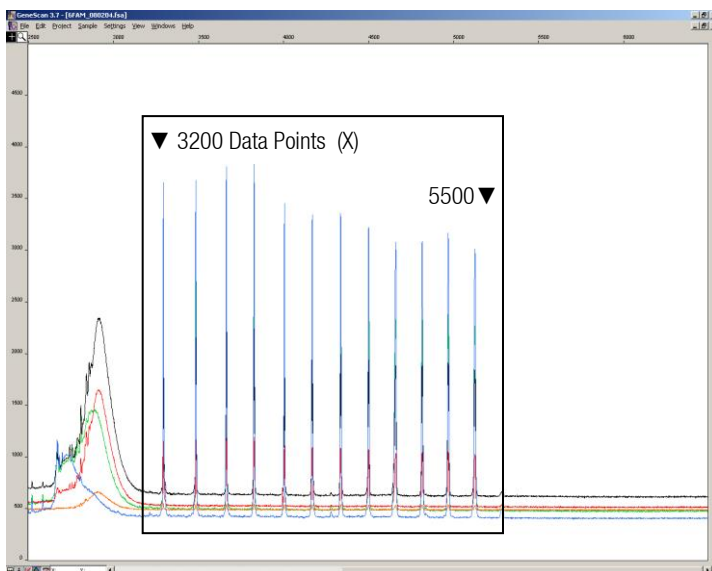 GeneScan 3.7 - [6FAM_080204.fsa]
File Edit Project Sample Settings View Windows Help
2500 3000 3500 4000 4500 5000 5500 6000
4500
4000
3500
3000
2500
2000
1500
1000
500
0
▼ 3200 Data Points (X)
5500 ▼